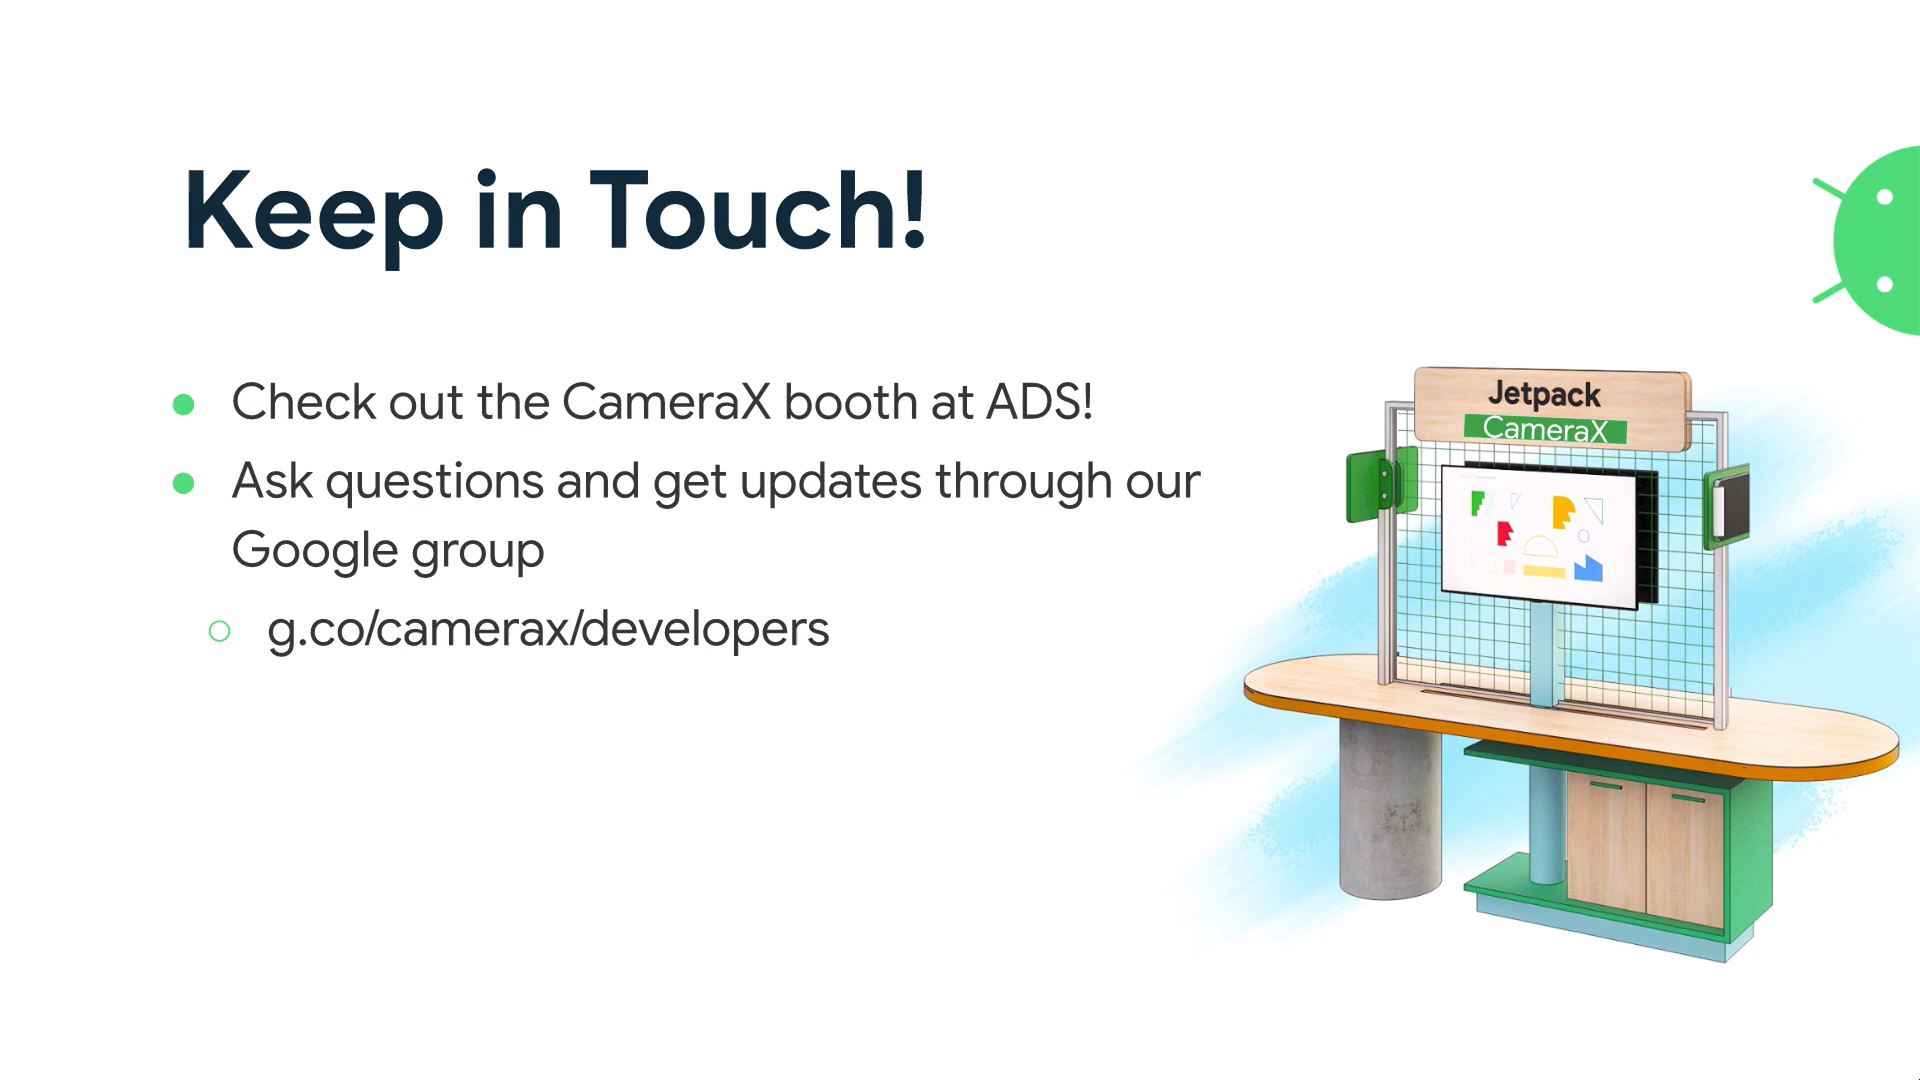 Keep in Touch!
Check out the CameraX booth at ADS!
Ask questions and get updates through our
Google group
g.co/camerax/developers
Jetpack
CameraX